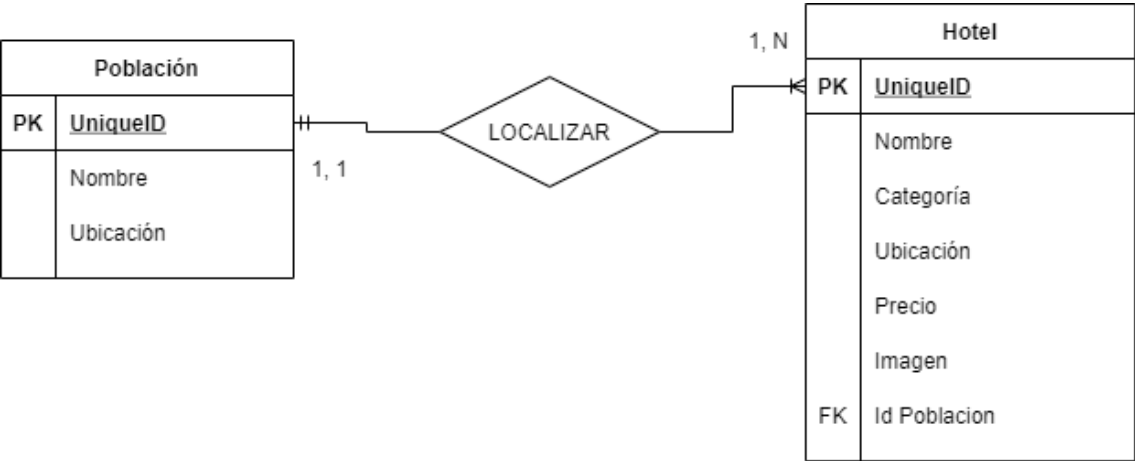 Población
PK UniqueID
Nombre
Ubicación
1, 1
LOCALIZAR
1, N
Hotel
PK UniqueID
Nombre
Categoría
Ubicación
Precio
Imagen
FK Id Poblacion